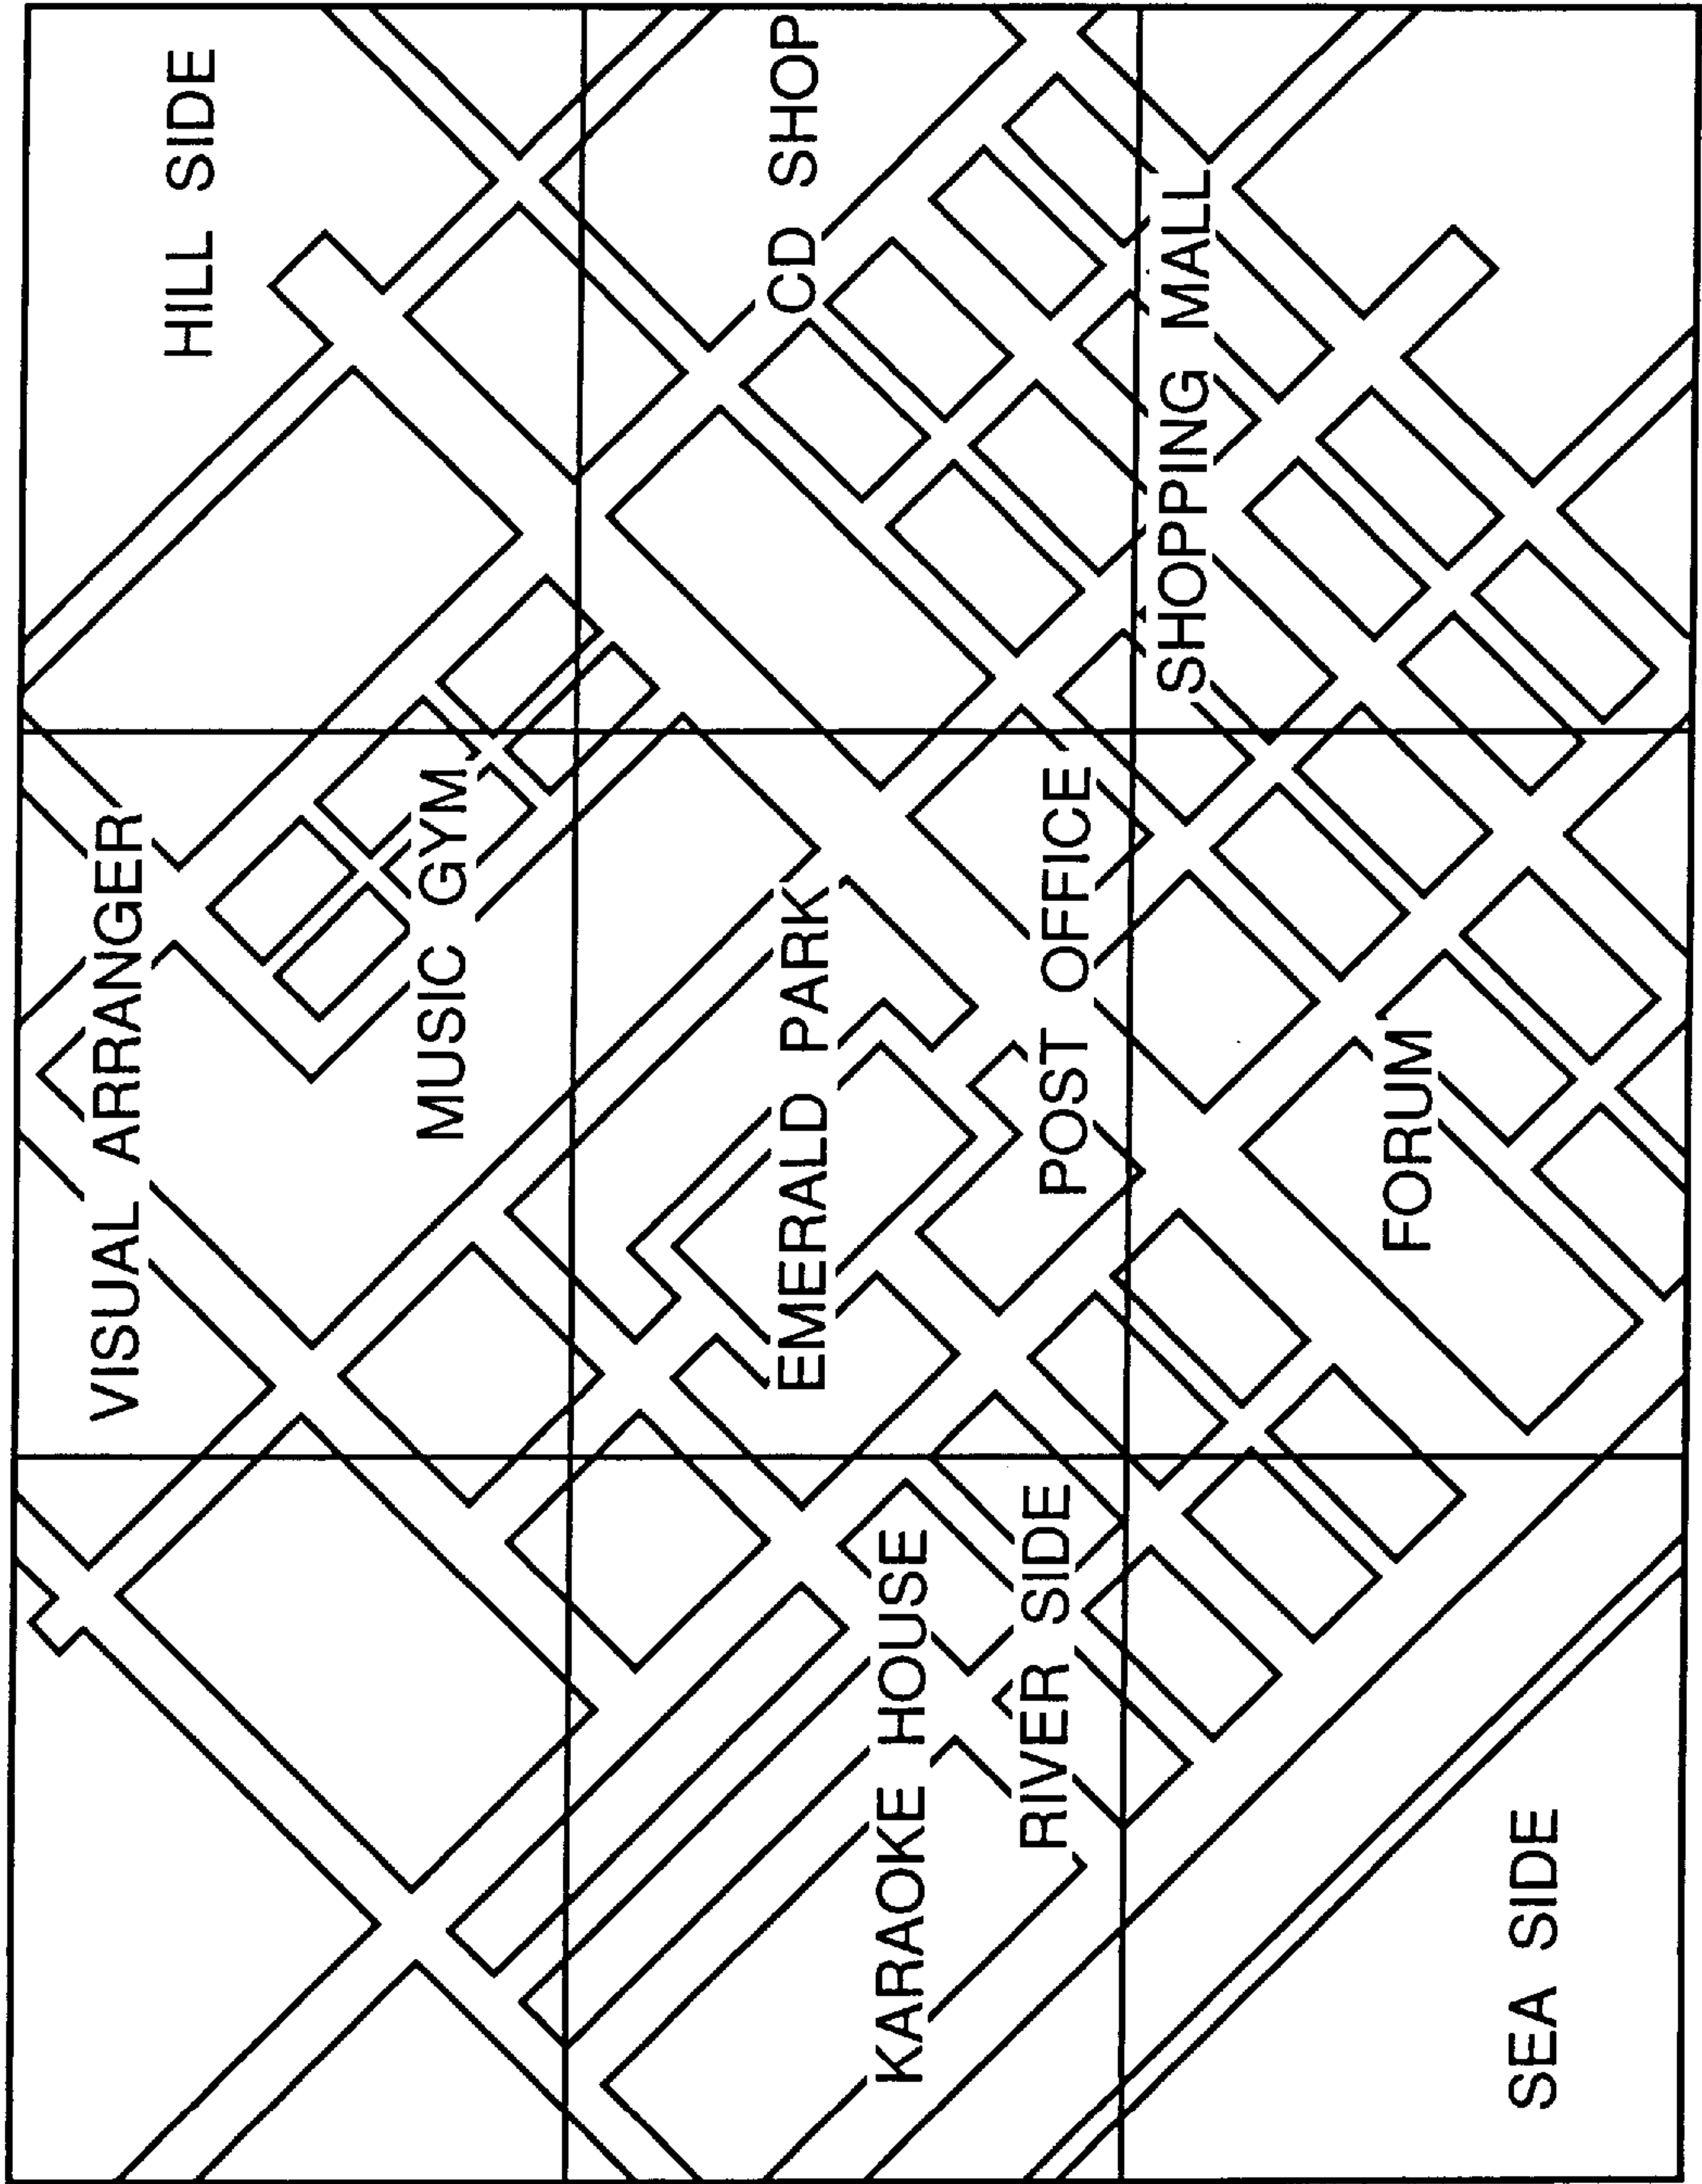 VISUAL ARRANGER
HILL SIDE
MUSIC GYM
EMERALD PARK
CD SHOP
KARAOKE HOUSE
RIVER SIDE
POST OFFICE
SHOPPING MALL
FORUM
SEA SIDE